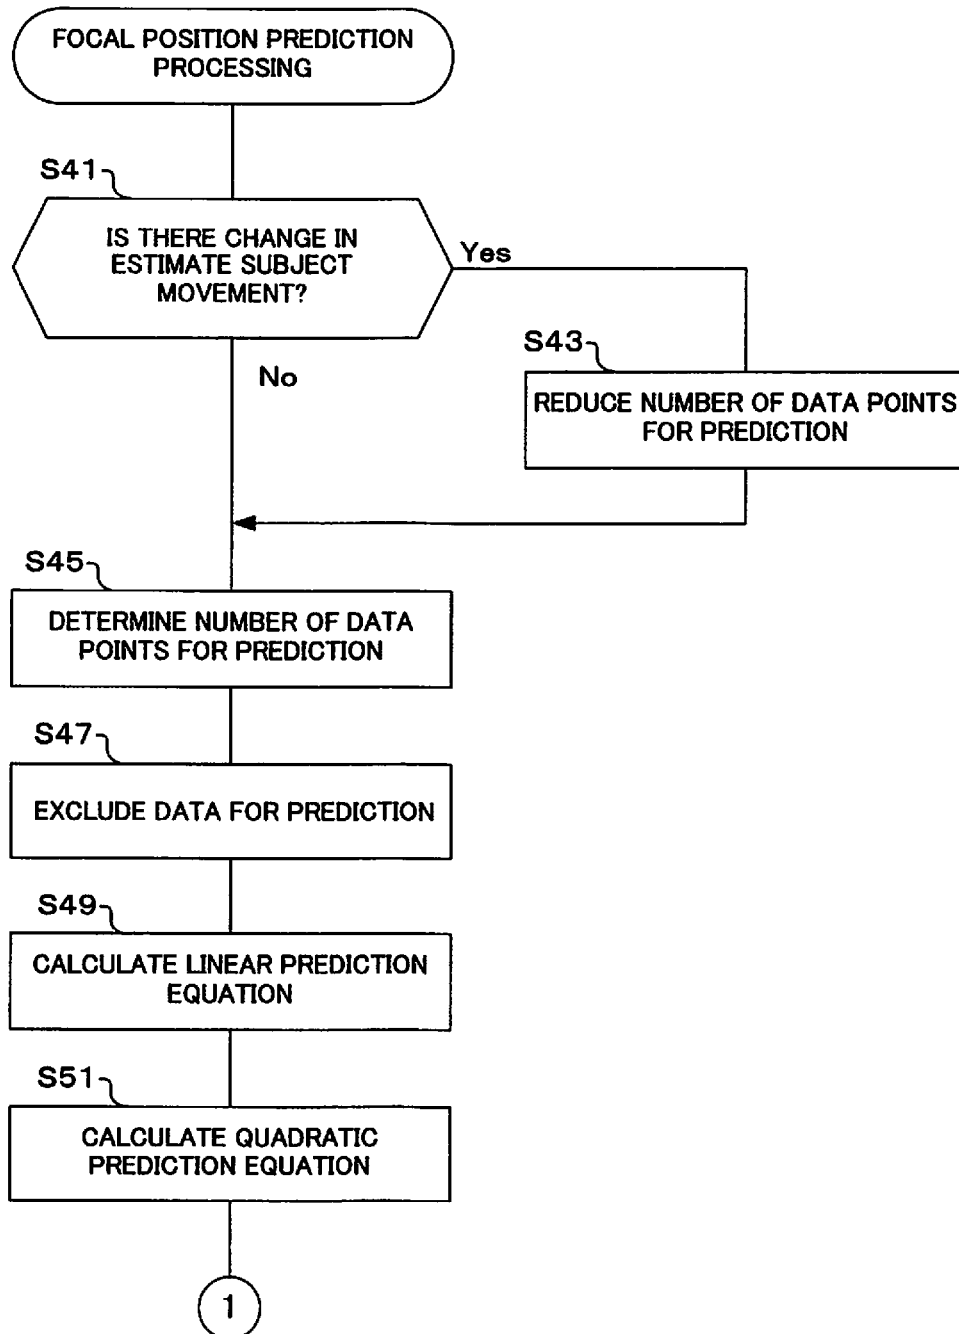 FOCAL POSITION PREDICTION
PROCESSING
S41
IS THERE CHANGE IN
ESTIMATE SUBJECT
MOVEMENT?
Yes
No
S43
REDUCE NUMBER OF DATA POINTS
FOR PREDICTION
S45
DETERMINE NUMBER OF DATA
POINTS FOR PREDICTION
S47
EXCLUDE DATA FOR PREDICTION
S49
CALCULATE LINEAR PREDICTION
EQUATION
S51
CALCULATE QUADRATIC
PREDICTION EQUATION
1